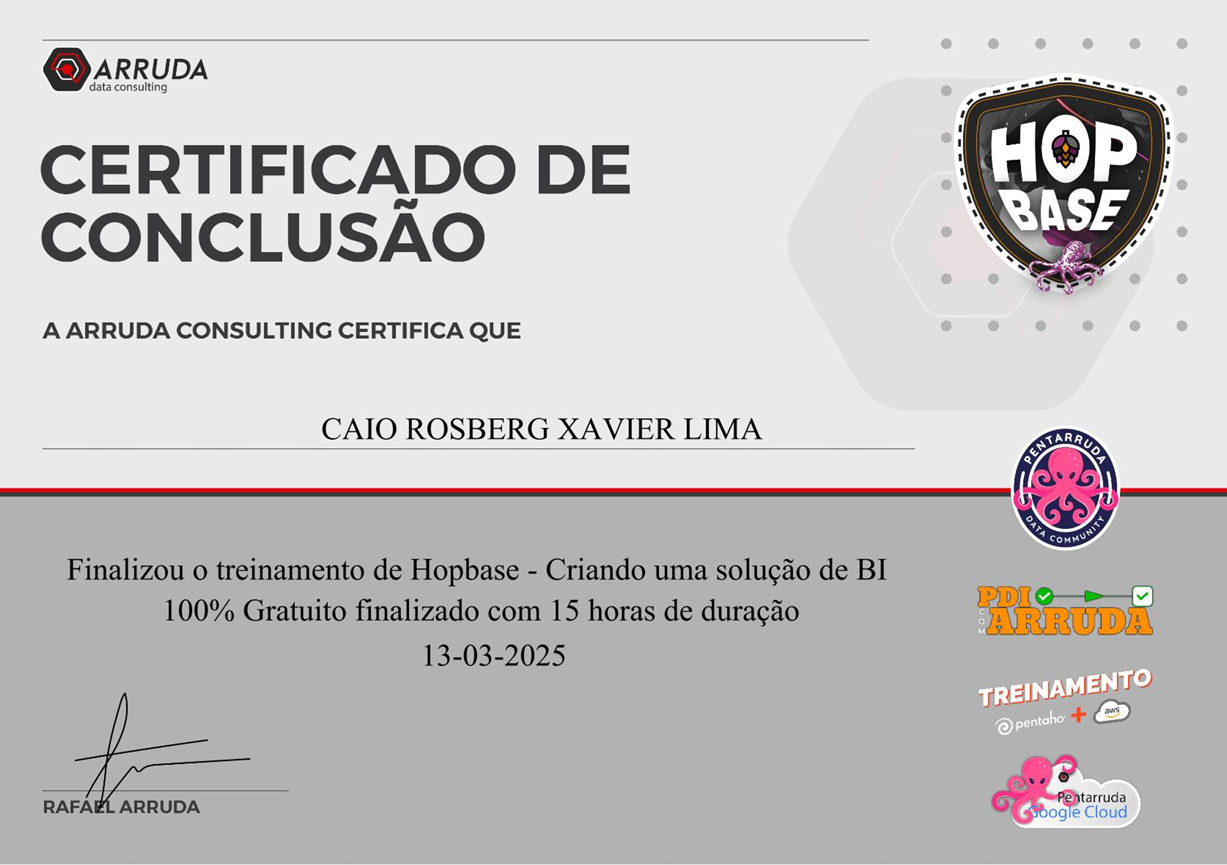 ARRUDA
data consulting
HOP
BASE
CERTIFICADO DE
CONCLUSÃO
A ARRUDA CONSULTING CERTIFICA QUE
CAIO ROSBERG XAVIER LIMA
PENTARRUDA
DATA COMMUNITY
Finalizou o treinamento de Hopbase - Criando uma solução de BI
100% Gratuito finalizado com 15 horas de duração
13-03-2025
PDI
COM
ARRUDA
TREINAMENTO
pentaho + aws
RAFAEL ARRUDA
Pentarruda
Google Cloud